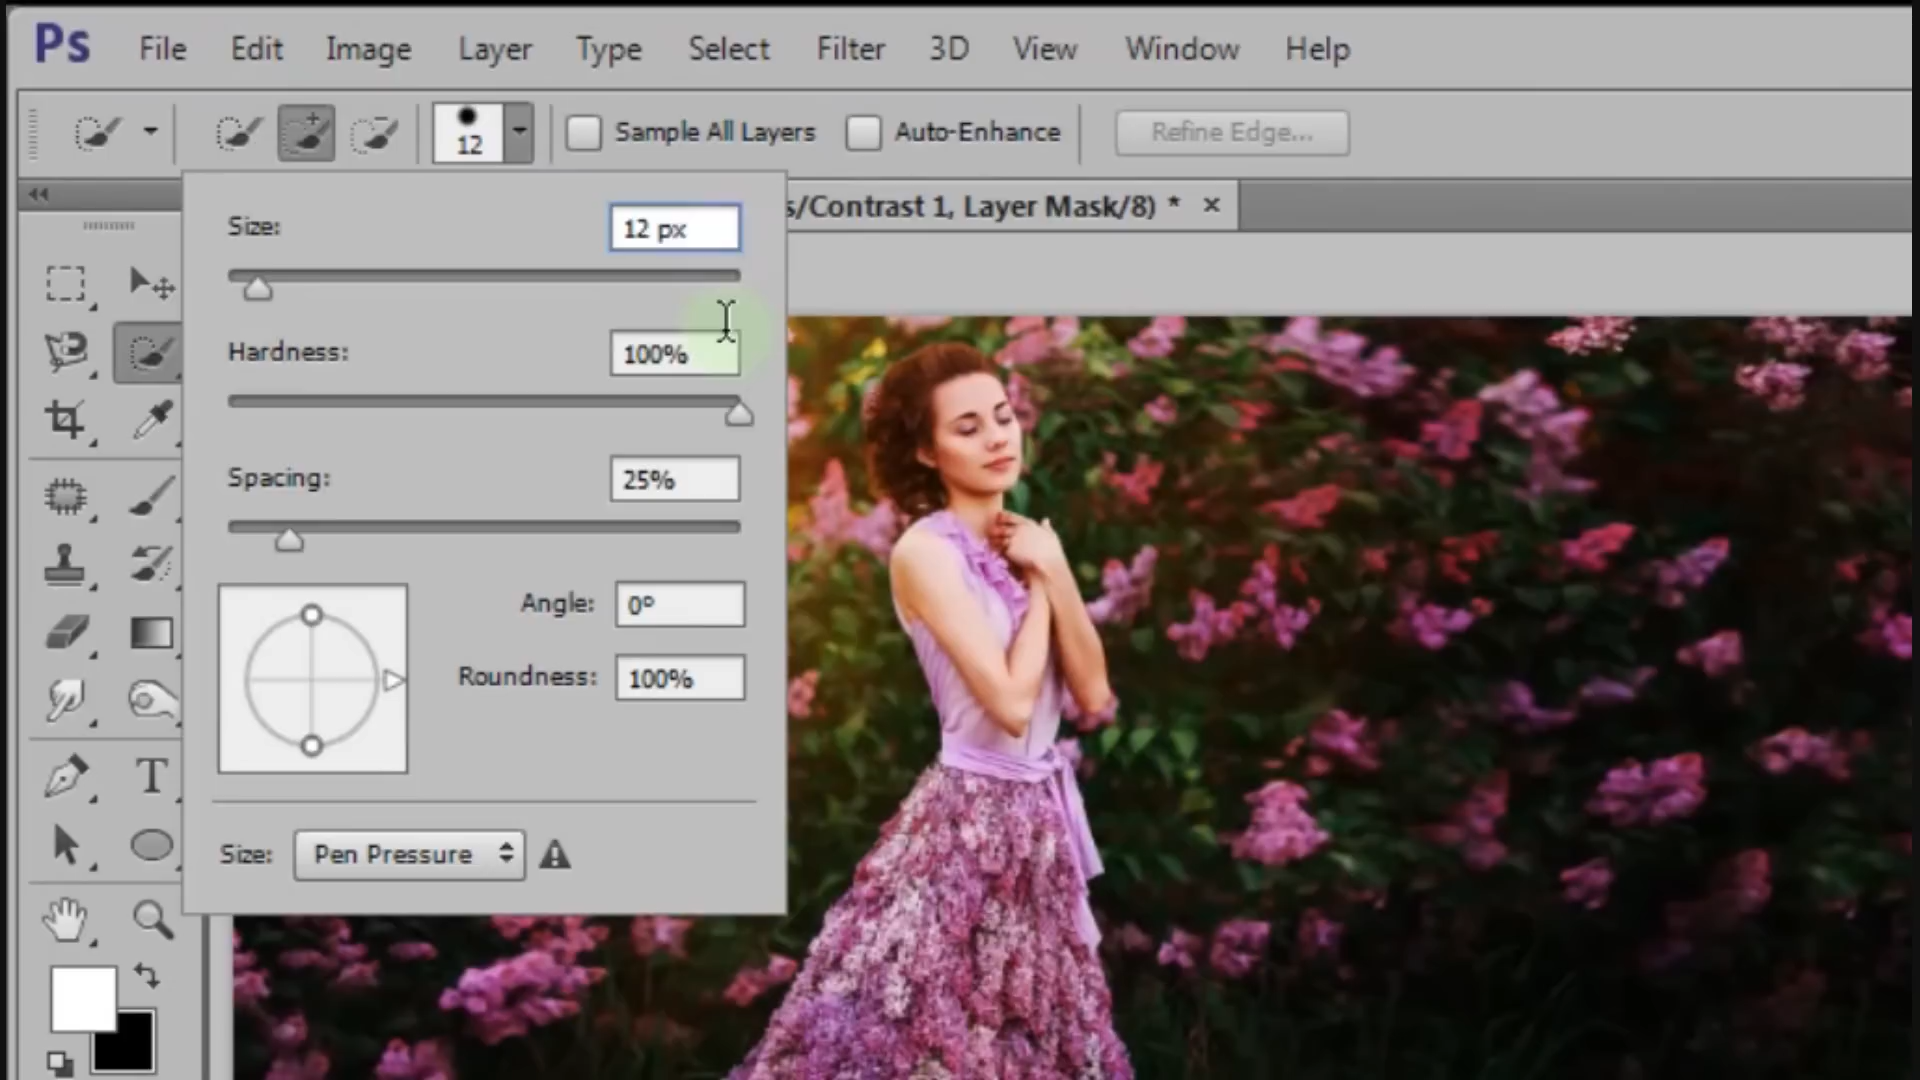 Ps File Edit Image Layer Type Select Filter 3D View Window Help
12 Sample All Layers Auto-Enhance Refine Edge...
s/Contrast 1, Layer Mask/8) * ×
Size: 12 px
Hardness: 100%
Spacing: 25%
Angle: 0º
Roundness: 100%
T
Size: Pen Pressure